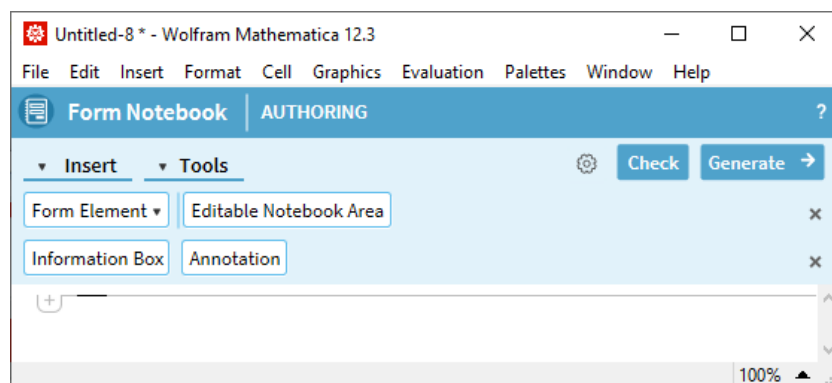 Untitled-8 * - Wolfram Mathematica 12.3
File Edit Insert Format Cell Graphics Evaluation Palettes Window Help
Form Notebook AUTHORING ?
Insert Tools Check Generate →
Form Element Editable Notebook Area
Information Box Annotation
100%